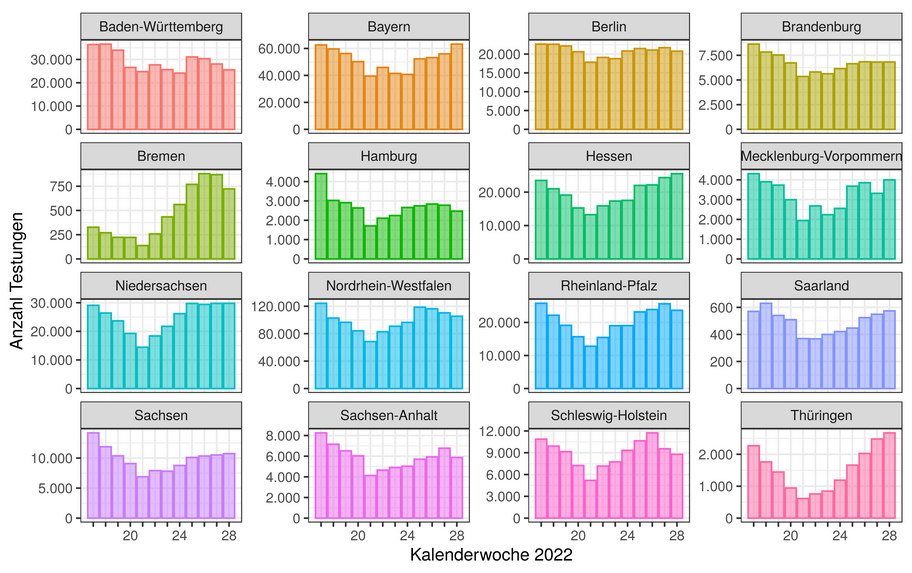 Baden-Württemberg
Bayern
Berlin
Brandenburg
30.000
20.000
10.000
0
60.000
40.000
20.000
0
20.000
15.000
10.000
5.000
0
7.500
5.000
2.500
0
Bremen
Hamburg
Hessen
Mecklenburg-Vorpommern
750
500
250
0
4.000
3.000
2.000
1.000
0
20.000
10.000
0
4.000
3.000
2.000
1.000
0
Anzahl Testungen
Niedersachsen
Nordrhein-Westfalen
Rheinland-Pfalz
Saarland
30.000
20.000
10.000
0
120.000
80.000
40.000
0
20.000
10.000
0
600
400
200
0
Sachsen
Sachsen-Anhalt
Schleswig-Holstein
Thüringen
10.000
5.000
0
8.000
6.000
4.000
2.000
0
12.000
9.000
6.000
3.000
0
2.000
1.000
0
20 24 28
20 24 28
20 24 28
20 24 28
Kalenderwoche 2022